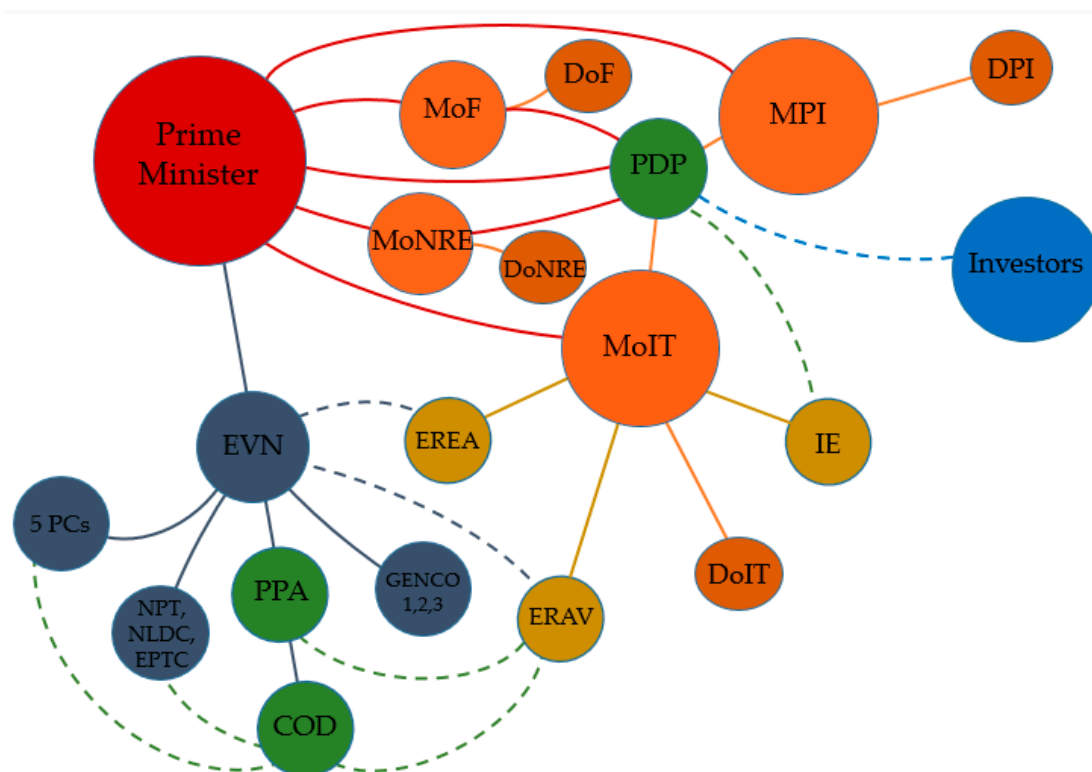 Prime
Minister
MoF
DoF
MPI
DPI
PDP
MoNRE
DoNRE
Investors
MoIT
EVN
EREA
IE
5 PCs
PPA
GENCO
1,2,3
DoIT
NPT,
NLDC,
EPTC
ERAV
COD